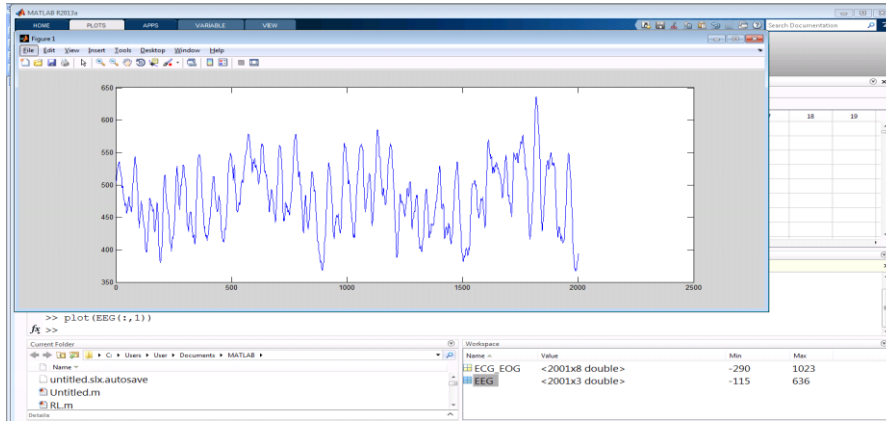 MATLAB R2013a
HOME PLOTS APPS VARIABLE VIEW Search Documentation
Figure 1
File Edit View Insert Tools Desktop Window Help
18 19
650
600
550
500
450
400
350
0 500 1000 1500 2000 2500
>> plot(EEG(:,1))
fx >>
Current Folder Workspace
C: Users User Documents MATLAB Name Value Min Max
Name ECG_EOG <2001x8 double> -290 1023
untitled.slx.autosave EEG <2001x3 double> -115 636
Untitled.m
RL.m
Details